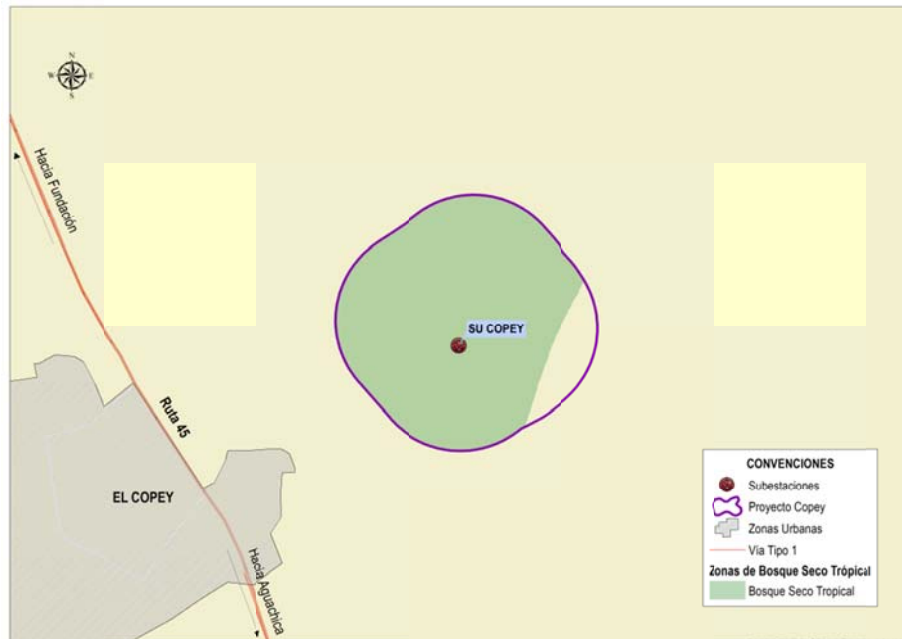 N
W E
S
Hacia Fundación
SU COPEY
Ruta 45
EL COPEY
Hacia Aguachica
CONVENCIONES
Subestaciones
Proyecto Copey
Zonas Urbanas
Vía Tipo 1
Zonas de Bosque Seco Trópical
Bosque Seco Tropical